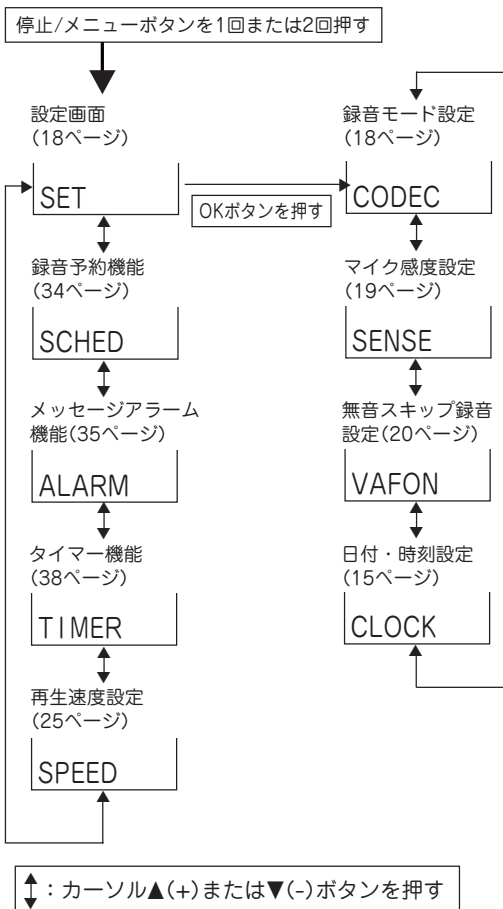 停止/メニューボタンを1回または2回押す
設定画面
(18ページ)
SET
OKボタンを押す
録音予約機能
(34ページ)
SCHED
メッセージアラーム
機能(35ページ)
ALARM
タイマー機能
(38ページ)
TIMER
再生速度設定
(25ページ)
SPEED
録音モード設定
(18ページ)
CODEC
マイク感度設定
(19ページ)
SENSE
無音スキップ録音
設定(20ページ)
VAFON
日付・時刻設定
(15ページ)
CLOCK
：カーソル▲(+)または▼(-)ボタンを押す